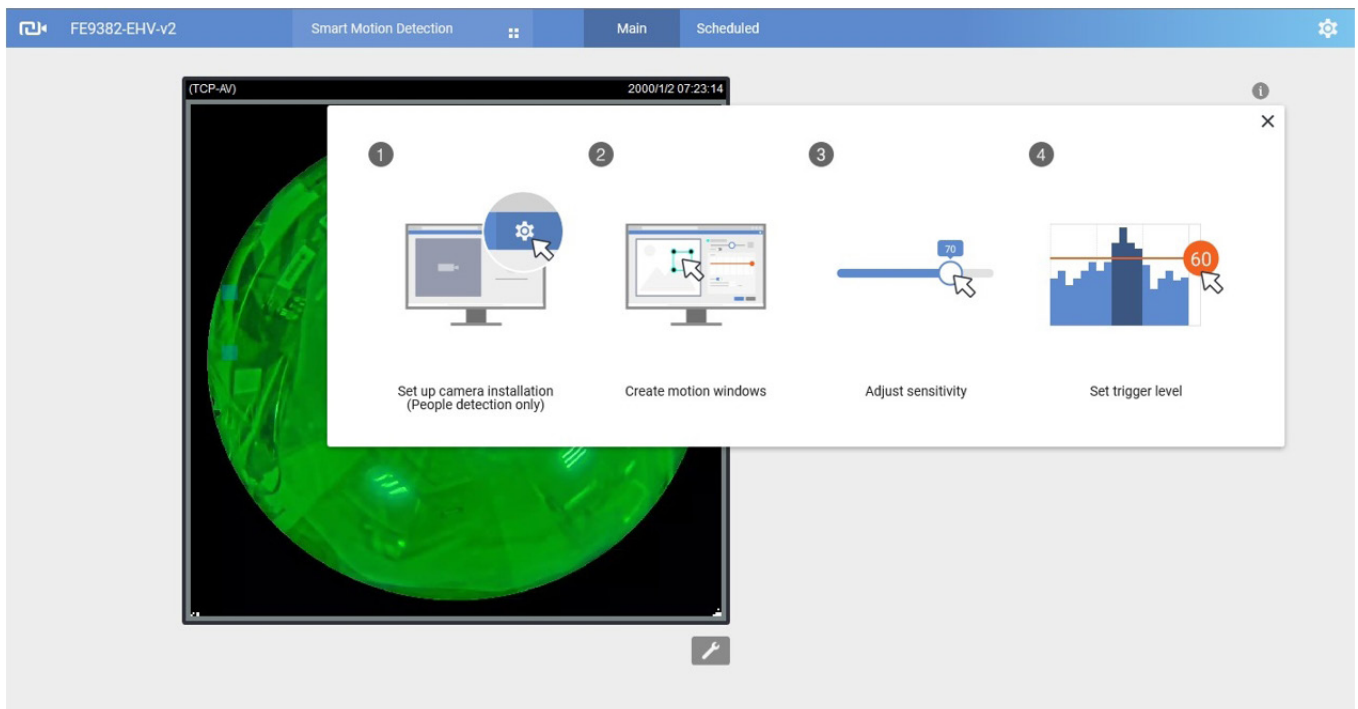 FE9382-EHV-v2
Smart Motion Detection
Main
Scheduled
(TCP-AV)
2000/1/2 07:23:14
1
2
3
4
70
60
Set up camera installation
(People detection only)
Create motion windows
Adjust sensitivity
Set trigger level